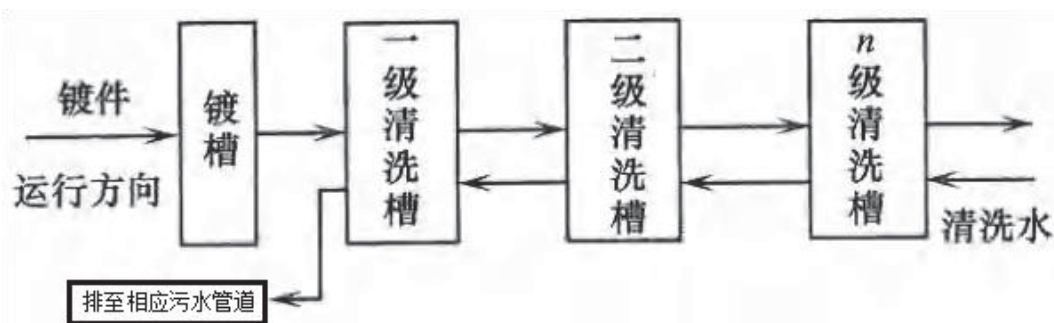 镀件
运行方向
镀槽
一级清洗槽
二级清洗槽
n级清洗槽
清洗水
排至相应污水管道